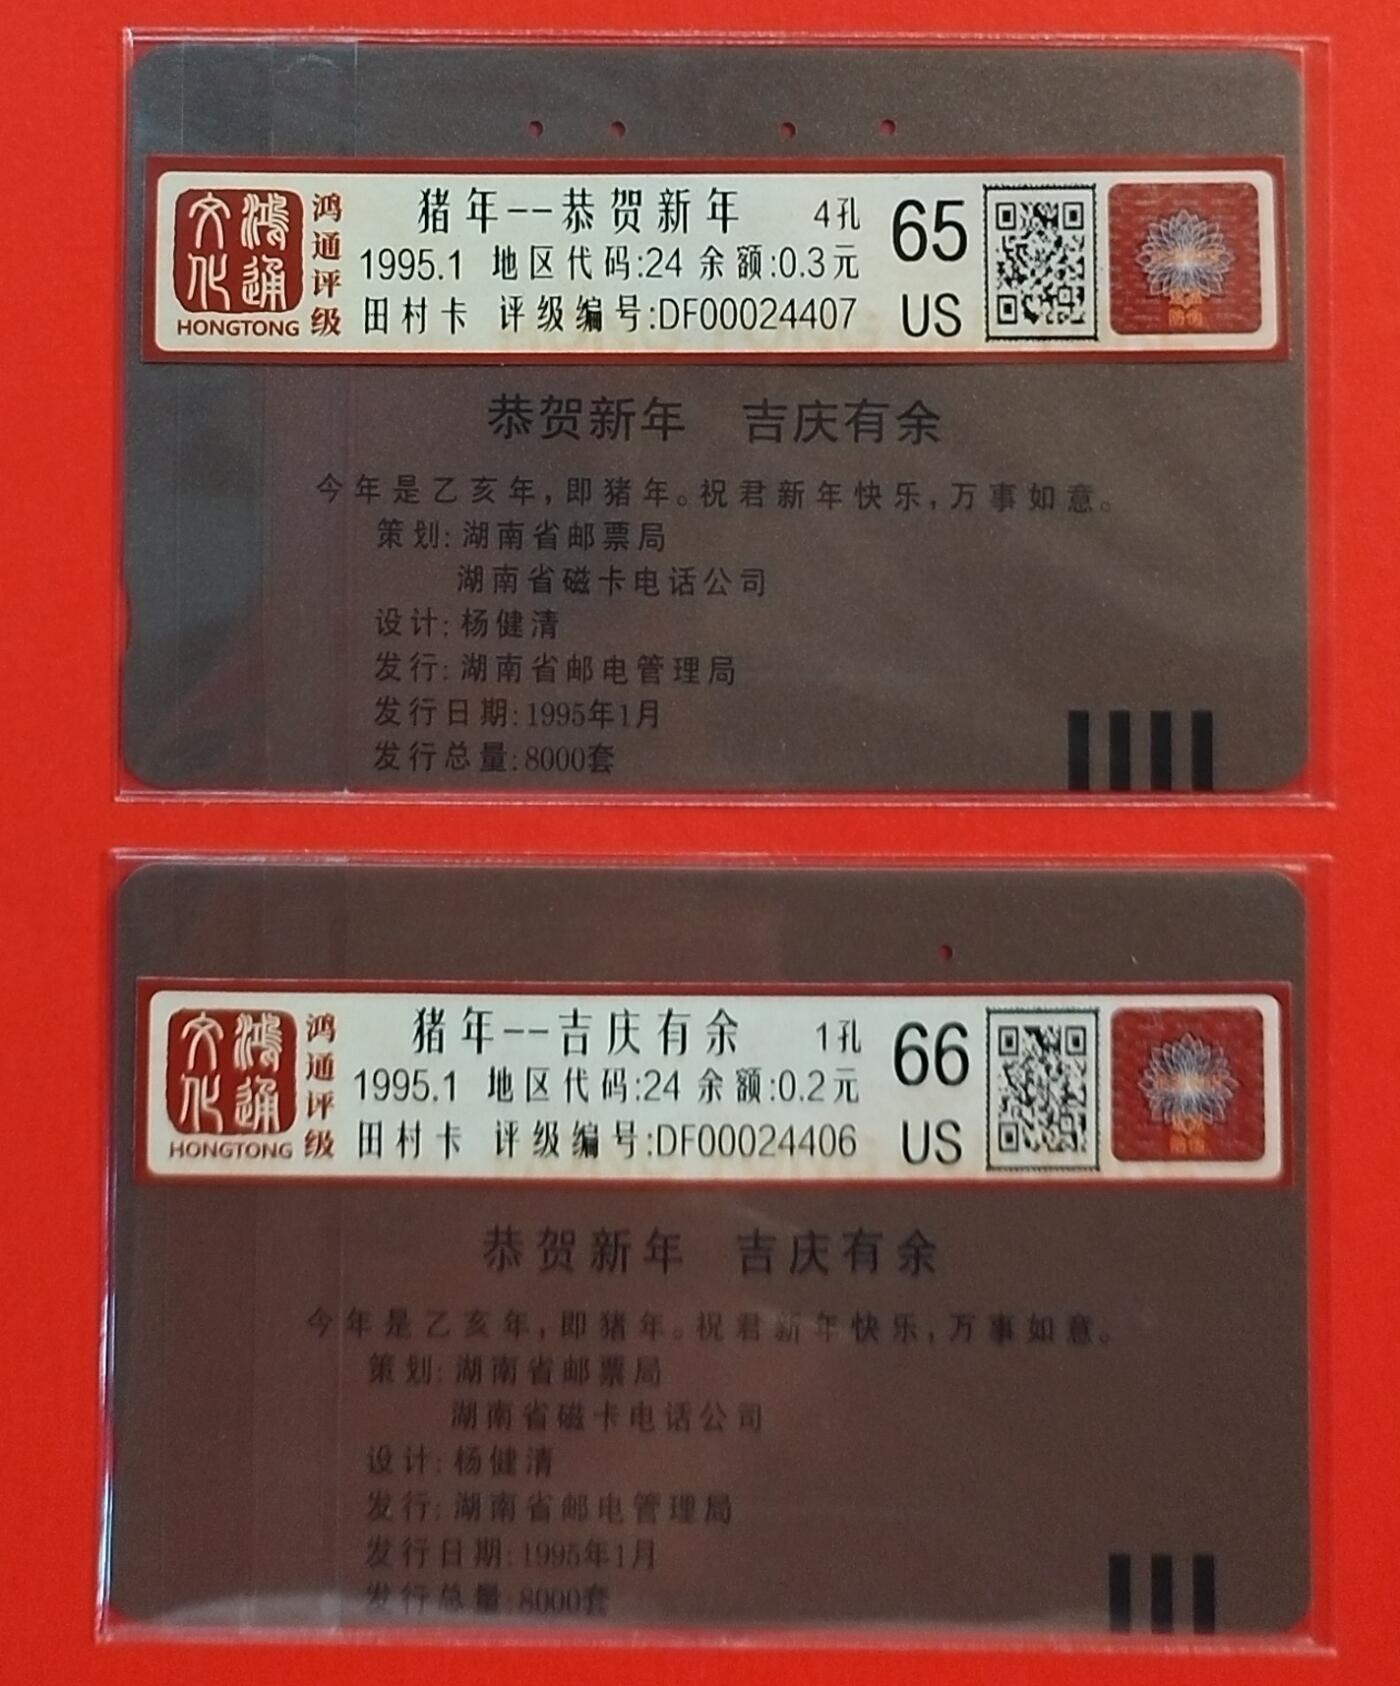 鸿通文化
HONGTONG
鸿通评级
猪年--恭贺新年 4孔
1995.1 地区代码:24 余额:0.3元
田村卡 评级编号:DF00024407
65
US
防伪
恭贺新年 吉庆有余
今年是乙亥年,即猪年。祝君新年快乐,万事如意。
策划:湖南省邮票局
湖南省磁卡电话公司
设计:杨健清
发行:湖南省邮电管理局
发行日期:1995年1月
发行总量:8000套
鸿通文化
HONGTONG
鸿通评级
猪年--吉庆有余 1孔
1995.1 地区代码:24 余额:0.2元
田村卡 评级编号:DF00024406
66
US
防伪
恭贺新年 吉庆有余
今年是乙亥年,即猪年。祝君新年快乐,万事如意。
策划:湖南省邮票局
湖南省磁卡电话公司
设计:杨健清
发行:湖南省邮电管理局
发行日期:1995年1月
发行总量:8000套